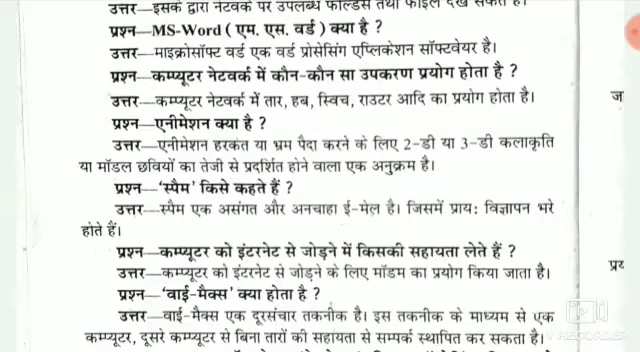 उत्तर—इसके द्वारा नेटवर्क पर उपलब्ध फोल्डर्स तथा फाइल देख सकते हैं।
प्रश्न—MS-Word ( एम. एस. वर्ड ) क्या है ?
उत्तर—माइक्रोसॉफ्ट वर्ड एक वर्ड प्रोसेसिंग एप्लिकेशन सॉफ्टवेयर है।
प्रश्न—कम्प्यूटर नेटवर्क में कौन-कौन सा उपकरण प्रयोग होता है ?
उत्तर—कम्प्यूटर नेटवर्क में तार, हब, स्विच, राउटर आदि का प्रयोग होता है।
प्रश्न—एनीमेशन क्या है ?
उत्तर—एनीमेशन हरकत या भ्रम पैदा करने के लिए 2-डी या 3-डी कलाकृति
या मॉडल छवियों का तेजी से प्रदर्शित होने वाला एक अनुक्रम है।
प्रश्न—‘स्पैम’ किसे कहते हैं ?
उत्तर—स्पैम एक असंगत और अनचाहा ई-मेल है। जिसमें प्राय: विज्ञापन भरे
होते हैं।
प्रश्न—कम्प्यूटर को इंटरनेट से जोड़ने में किसकी सहायता लेते हैं ?
उत्तर—कम्प्यूटर को इंटरनेट से जोड़ने के लिए मॉडम का प्रयोग किया जाता है।
प्रश्न—‘वाई-मैक्स’ क्या होता है ?
उत्तर—वाई-मैक्स एक दूरसंचार तकनीक है। इस तकनीक के माध्यम से एक
कम्प्यूटर, दूसरे कम्प्यूटर से बिना तारों की सहायता से सम्पर्क स्थापित कर सकता है।